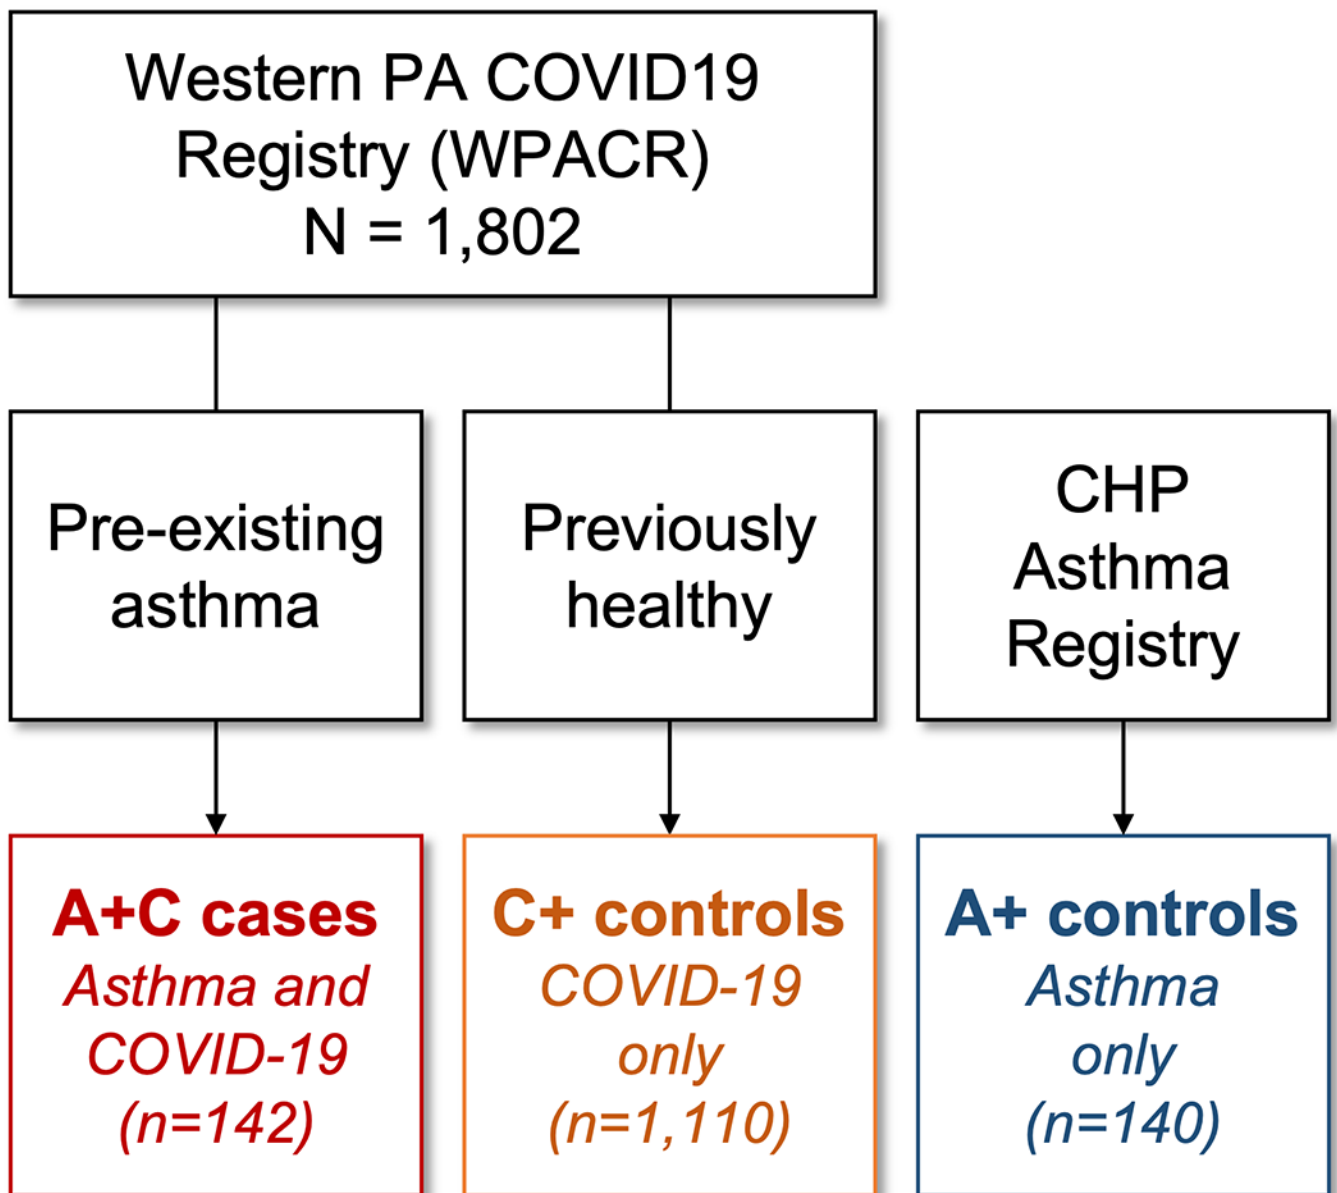 Western PA COVID19
Registry (WPACR)
N = 1,802
Pre-existing
asthma
Previously
healthy
CHP
Asthma
Registry
A+C cases
Asthma and
COVID-19
(n=142)
C+ controls
COVID-19
only
(n=1,110)
A+ controls
Asthma
only
(n=140)